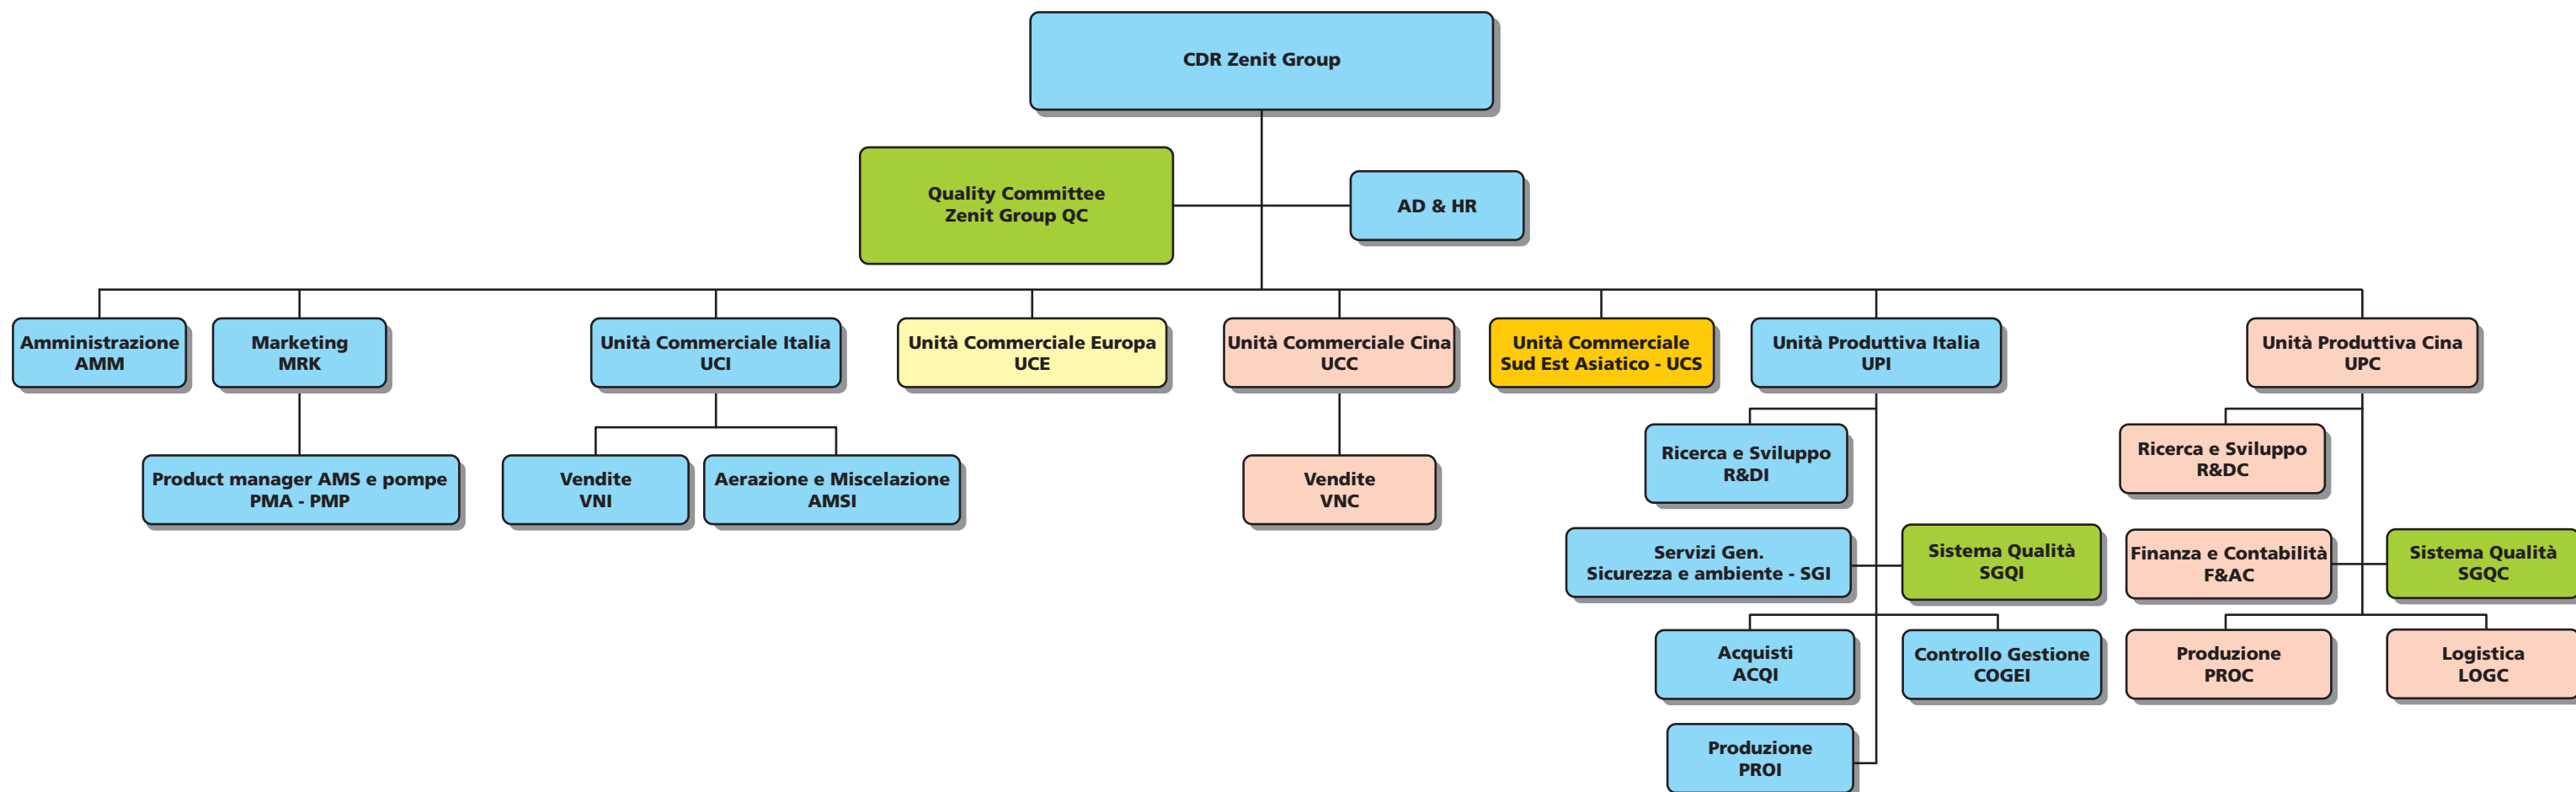 CDR Zenit Group
Quality Committee
Zenit Group QC
AD & HR
Amministrazione
AMM
Marketing
MRK
Unità Commerciale Italia
UCI
Unità Commerciale Europa
UCE
Unità Commerciale Cina
UCC
Unità Commerciale
Sud Est Asiatico - UCS
Unità Produttiva Italia
UPI
Unità Produttiva Cina
UPC
Product manager AMS e pompe
PMA - PMP
Vendite
VNI
Aerazione e Miscelazione
AMSI
Vendite
VNC
Ricerca e Sviluppo
R&DI
Ricerca e Sviluppo
R&DC
Servizi Gen.
Sicurezza e ambiente - SGI
Sistema Qualità
SGQI
Finanza e Contabilità
F&AC
Sistema Qualità
SGQC
Acquisti
ACQI
Controllo Gestione
COGEI
Produzione
PROC
Logistica
LOGC
Produzione
PROI